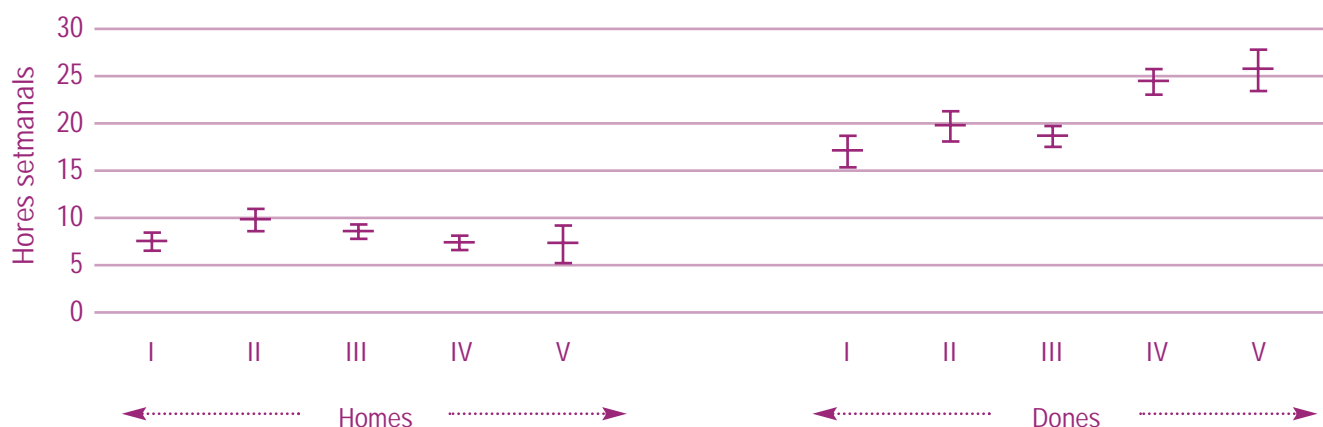 Hores setmanals
30
25
20
15
10
5
0
I II III IV V I II III IV V
Homes Dones